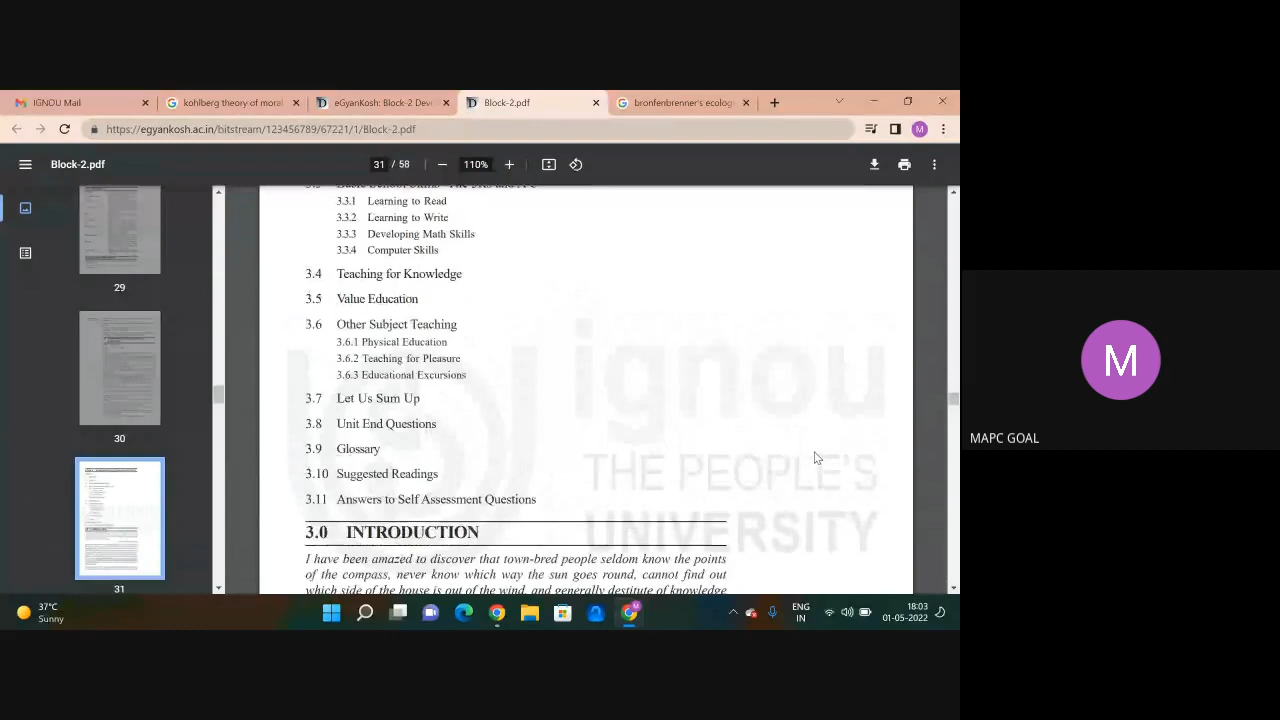 IGNOU Mail
kohlberg theory of mora
eGyanKosh: Block-2 Dev
Block-2.pdf
bronfenbrenner's ecolog
https://egyankosh.ac.in/bitstream/123456789/67221/1/Block-2.pdf
M
Block-2.pdf
31 / 58
110%
29
30
31
3.3.1 Learning to Read
3.3.2 Learning to Write
3.3.3 Developing Math Skills
3.3.4 Computer Skills
3.4 Teaching for Knowledge
3.5 Value Education
3.6 Other Subject Teaching
3.6.1 Physical Education
3.6.2 Teaching for Pleasure
3.6.3 Educational Excursions
3.7 Let Us Sum Up
3.8 Unit End Questions
3.9 Glossary
3.10 Suggested Readings
3.11 Answers to Self Assessment Questions
ignou
THE PEOPLE'S
UNIVERSITY
3.0 INTRODUCTION
I have been amazed to discover that town-bred people seldom know the points
of the compass, never know which way the sun goes round, cannot find out
which side of the house is out of the wind, and generally destitute of knowledge
M
MAPC GOAL
37°C
Sunny
ENG
IN
18:03
01-05-2022